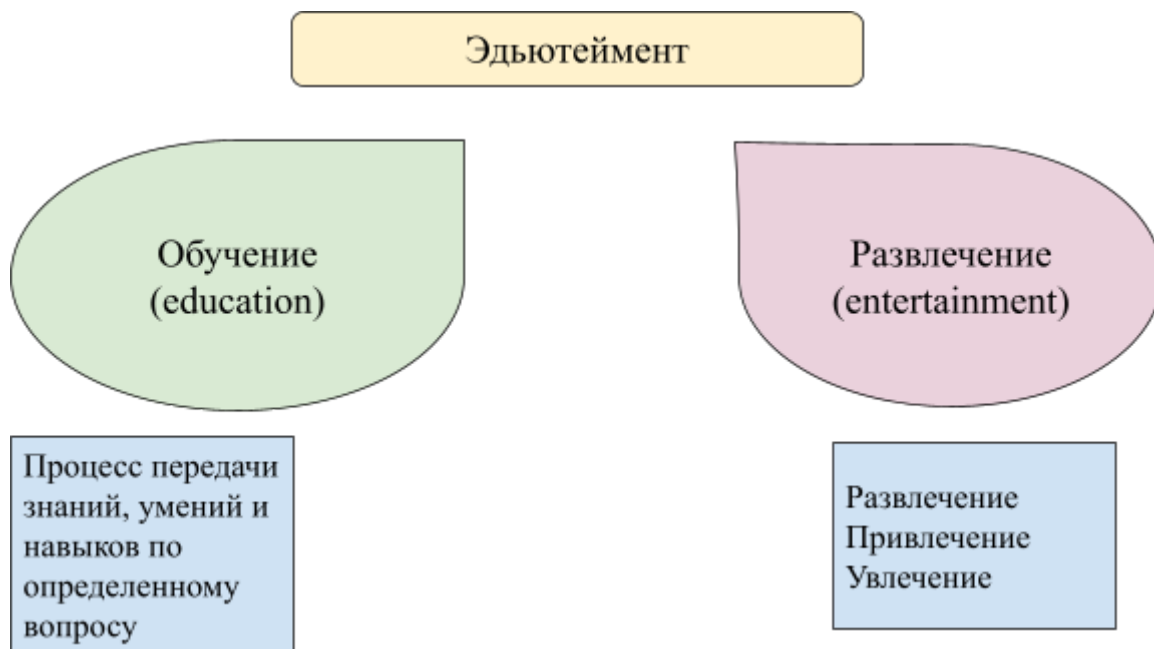 Эдьютеймент
Обучение
(education)
Развлечение
(entertainment)
Процесс передачи
знаний, умений и
навыков по
определенному
вопросу
Развлечение
Привлечение
Увлечение